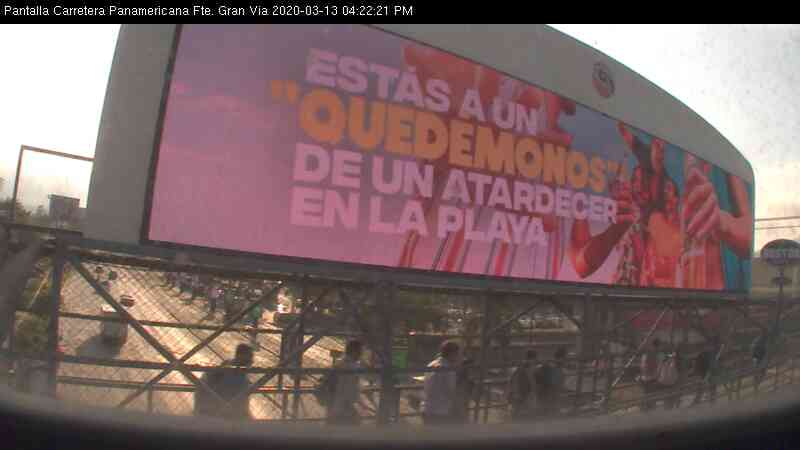 Pantalla Carretera Panamericana Fte. Gran Via 2020-03-13 04:22:21 PM
ESTÁS A UN
"QUEDÉMONOS"
DE UN ATARDECER
EN LA PLAYA